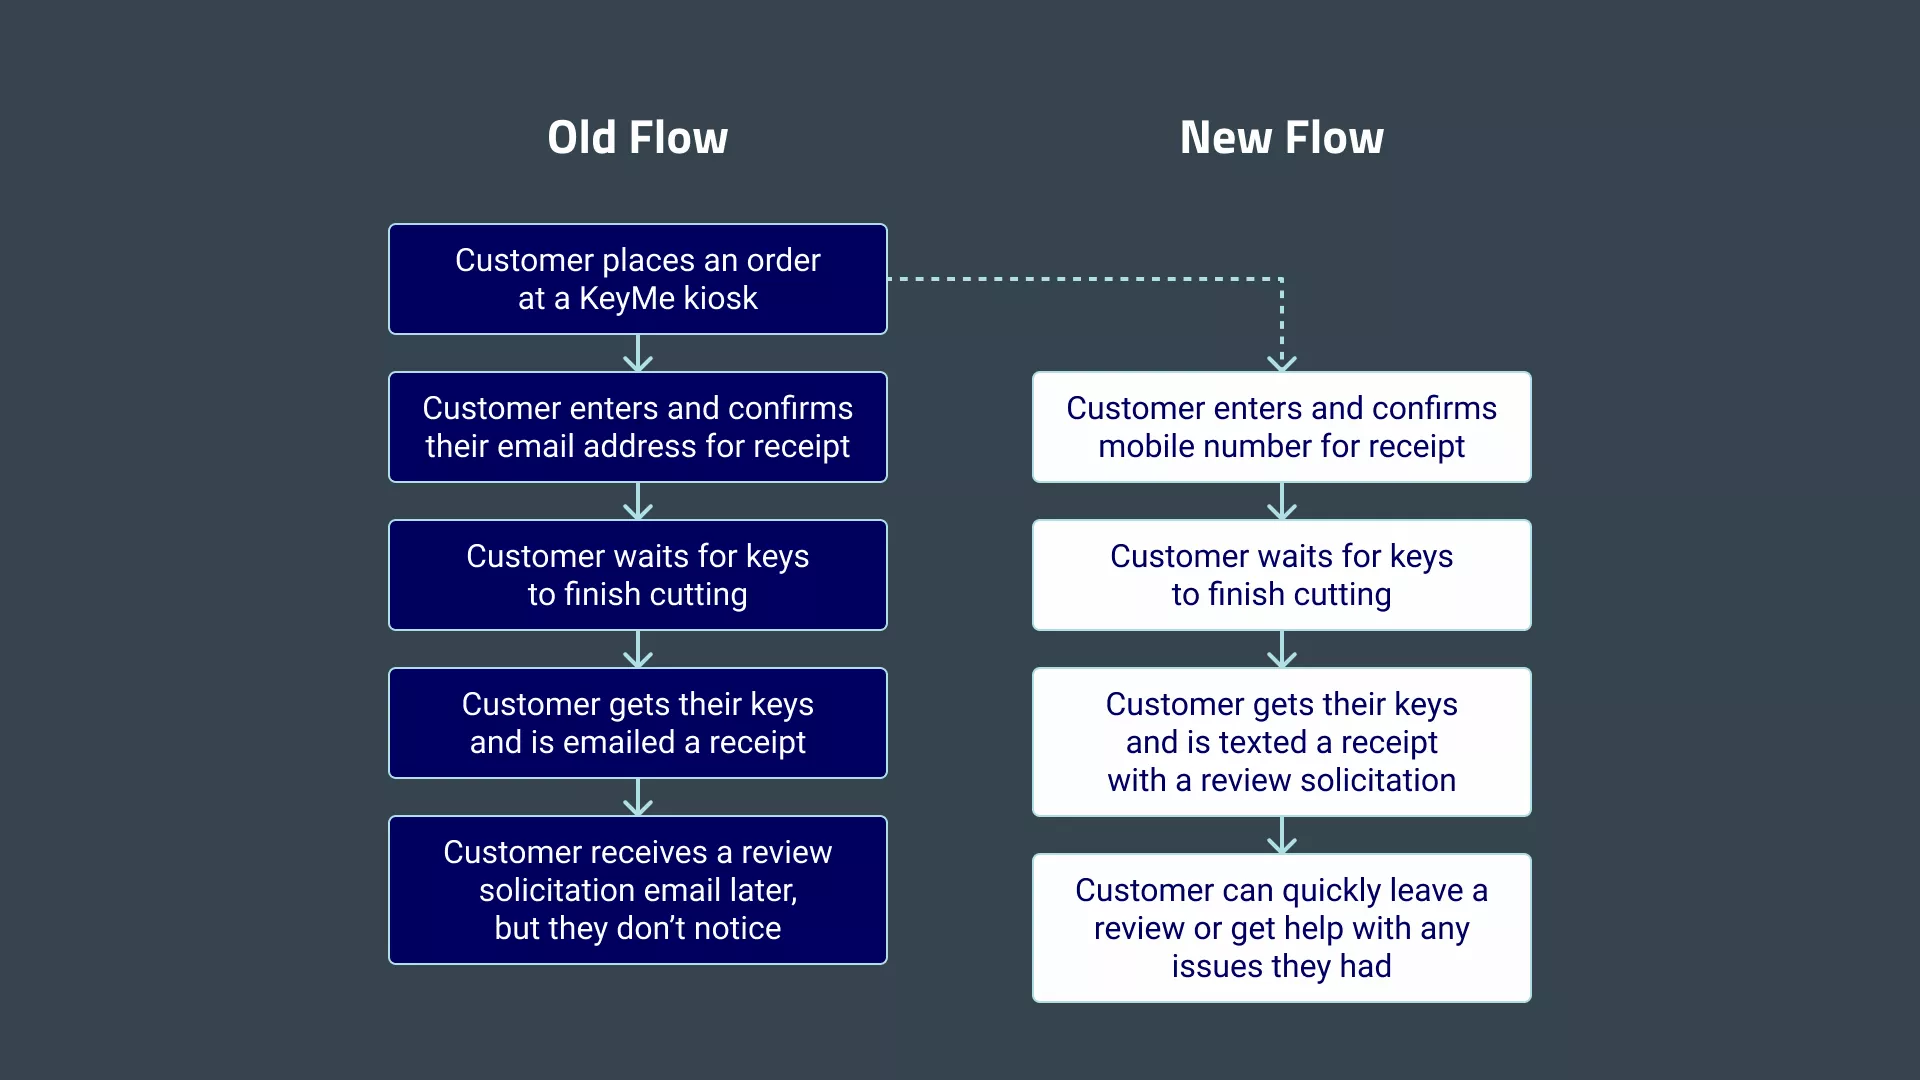 Old Flow
Customer places an order
at a KeyMe kiosk
Customer enters and confirms
their email address for receipt
Customer waits for keys
to finish cutting
Customer gets their keys
and is emailed a receipt
Customer receives a review
solicitation email later,
but they don’t notice
New Flow
Customer enters and confirms
mobile number for receipt
Customer waits for keys
to finish cutting
Customer gets their keys
and is texted a receipt
with a review solicitation
Customer can quickly leave a
review or get help with any
issues they had